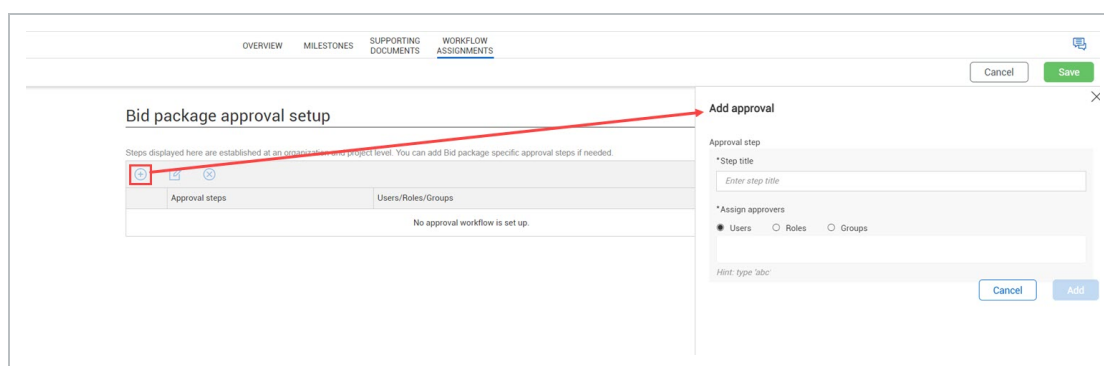 OVERVIEW MILESTONES SUPPORTING DOCUMENTS WORKFLOW ASSIGNMENTS
Cancel Save
Bid package approval setup
Steps displayed here are established at an organization and project level. You can add Bid package specific approval steps if needed.
Approval steps Users/Roles/Groups
No approval workflow is set up.
Add approval
Approval step
*Step title
Enter step title
*Assign approvers
Users Roles Groups
Hint: type 'abc'
Cancel Add